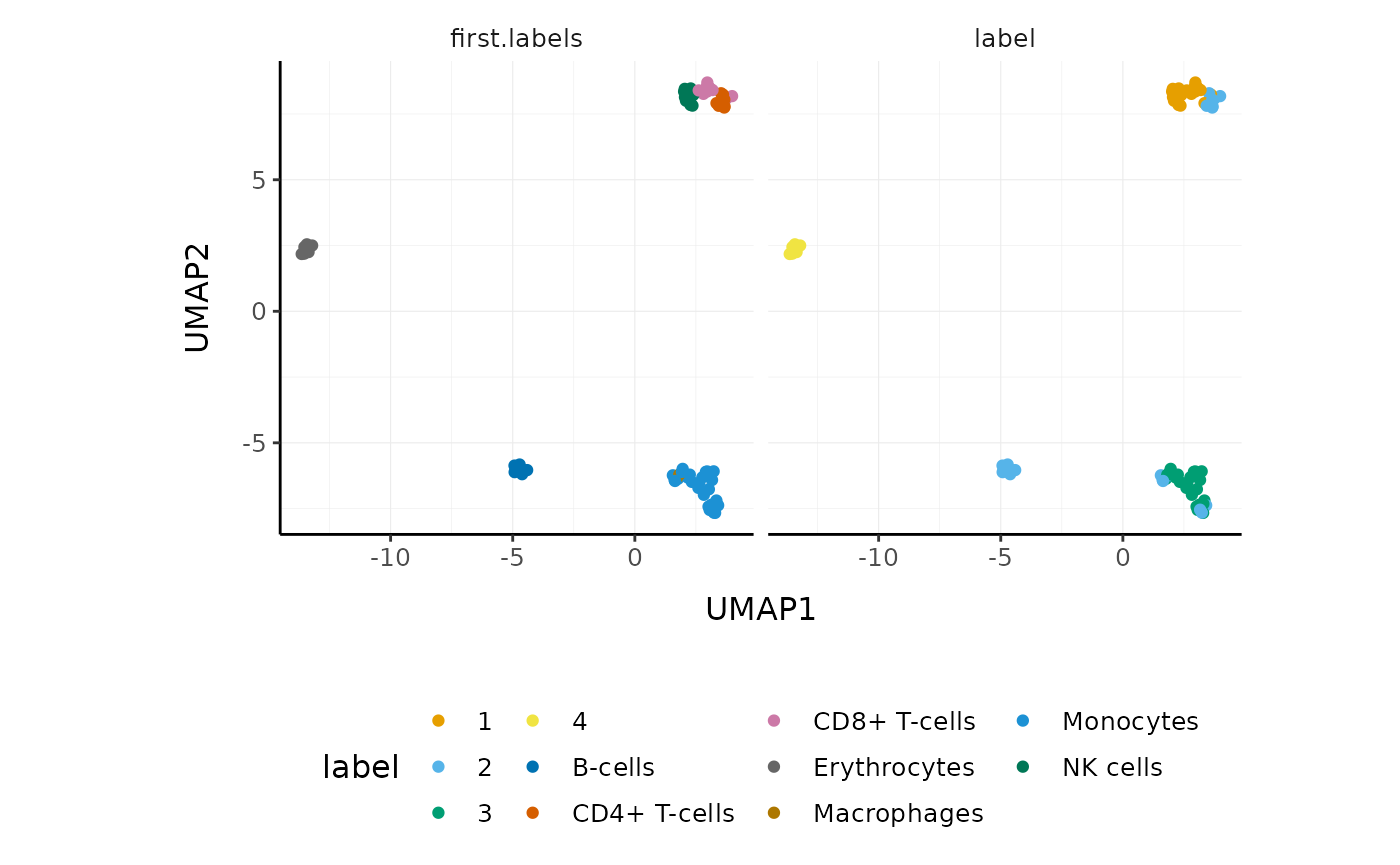 first.labels label
5
0
-5
UMAP2
-10 -5 0 -10 -5 0
UMAP1
1 4 CD8+ T-cells Monocytes
label 2 B-cells Erythrocytes NK cells
3 CD4+ T-cells Macrophages